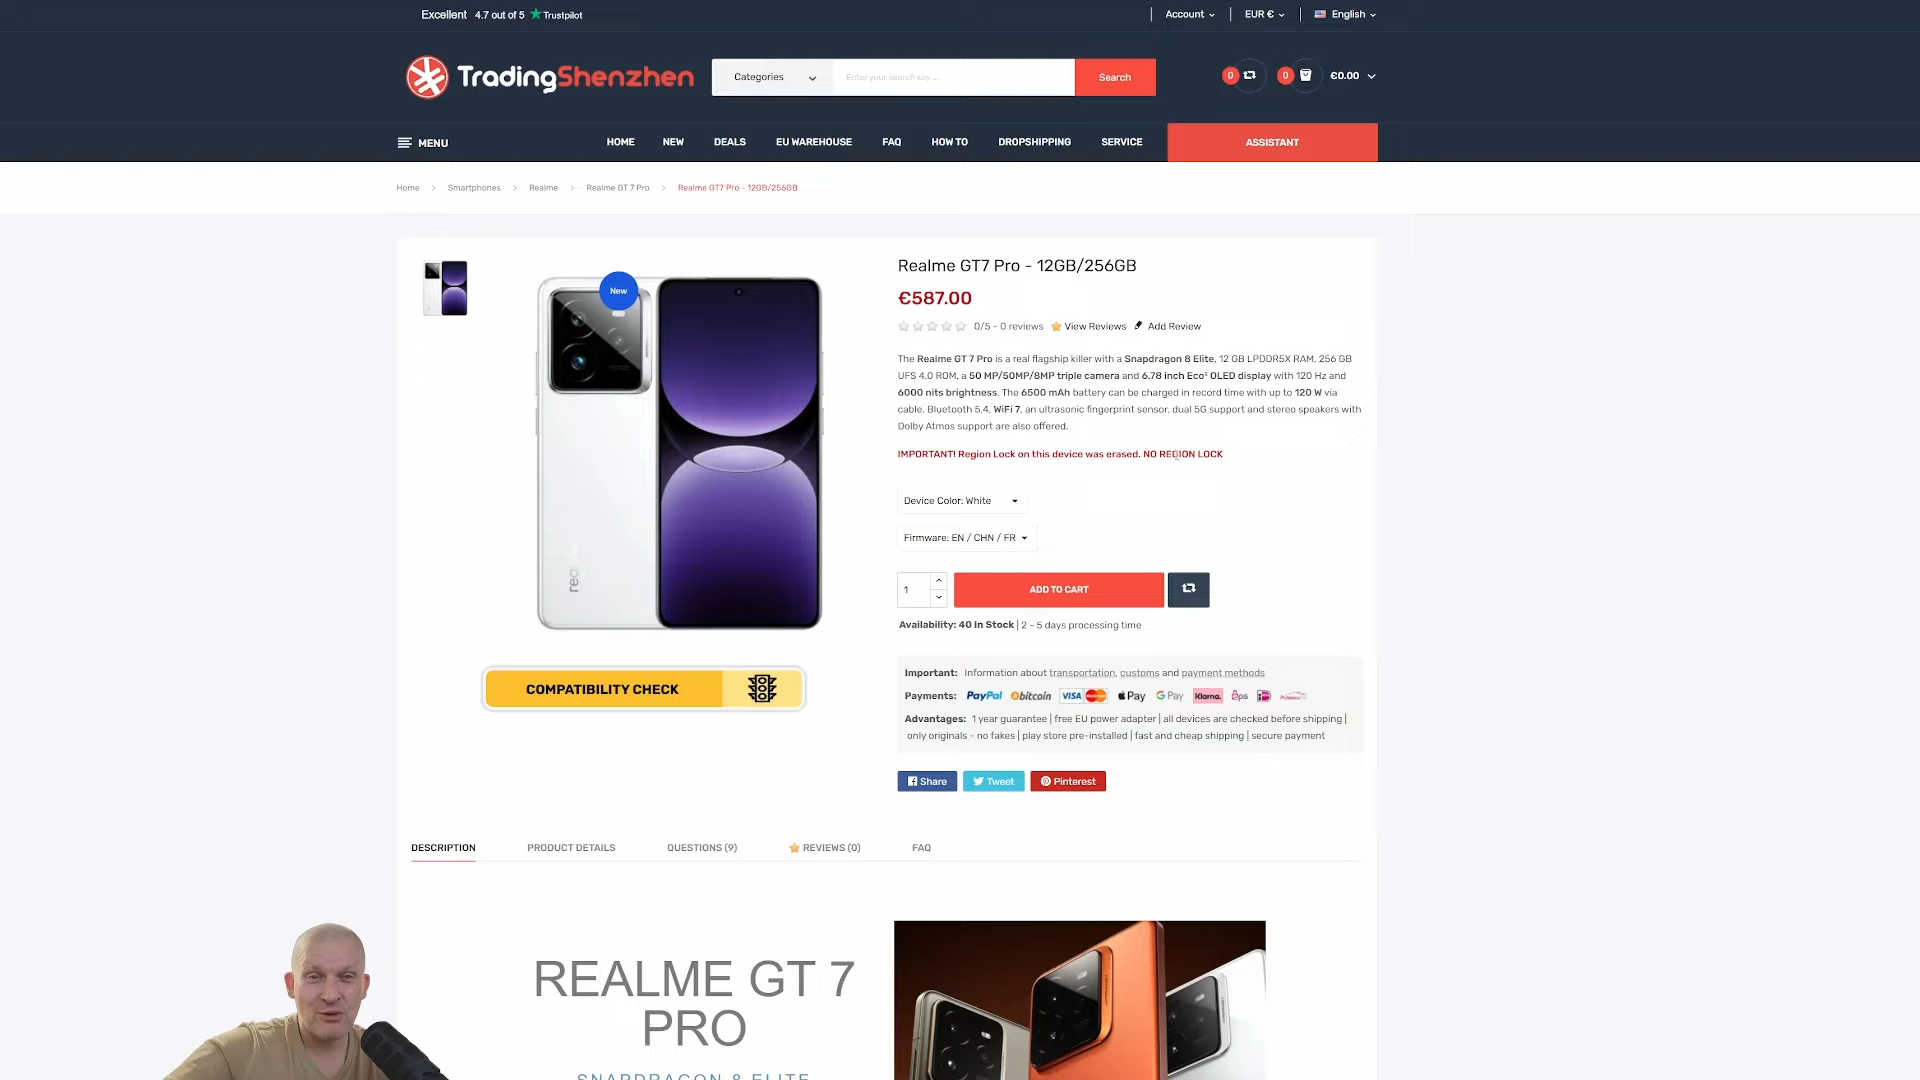 Excellent 4.7 out of 5 Trustpilot
Account EUR € English
TradingShenzhen Categories Enter your search key ... Search 0 0 €0.00
MENU HOME NEW DEALS EU WAREHOUSE FAQ HOW TO DROPSHIPPING SERVICE ASSISTANT
Home Smartphones Realme Realme GT 7 Pro Realme GT7 Pro - 12GB/256GB
New
realme
COMPATIBILITY CHECK
Realme GT7 Pro - 12GB/256GB
€587.00
0/5 - 0 reviews View Reviews Add Review
The Realme GT 7 Pro is a real flagship killer with a Snapdragon 8 Elite, 12 GB LPDDR5X RAM, 256 GB
UFS 4.0 ROM, a 50 MP/50MP/8MP triple camera and 6.78 inch Eco² OLED display with 120 Hz and
6000 nits brightness. The 6500 mAh battery can be charged in record time with up to 120 W via
cable. Bluetooth 5.4, WiFi 7, an ultrasonic fingerprint sensor, dual 5G support and stereo speakers with
Dolby Atmos support are also offered.
IMPORTANT! Region Lock on this device was erased. NO REGION LOCK
Device Color: White
Firmware: EN / CHN / FR
1 ADD TO CART
Availability: 40 In Stock | 2 - 5 days processing time
Important: Information about transportation, customs and payment methods
Payments: PayPal bitcoin VISA Pay G Pay Klarna. eps
Advantages: 1 year guarantee | free EU power adapter | all devices are checked before shipping |
only originals - no fakes | play store pre-installed | fast and cheap shipping | secure payment
Share Tweet Pinterest
DESCRIPTION PRODUCT DETAILS QUESTIONS (9) REVIEWS (0) FAQ
REALME GT 7
PRO
SNAPDRAGON 8 ELITE